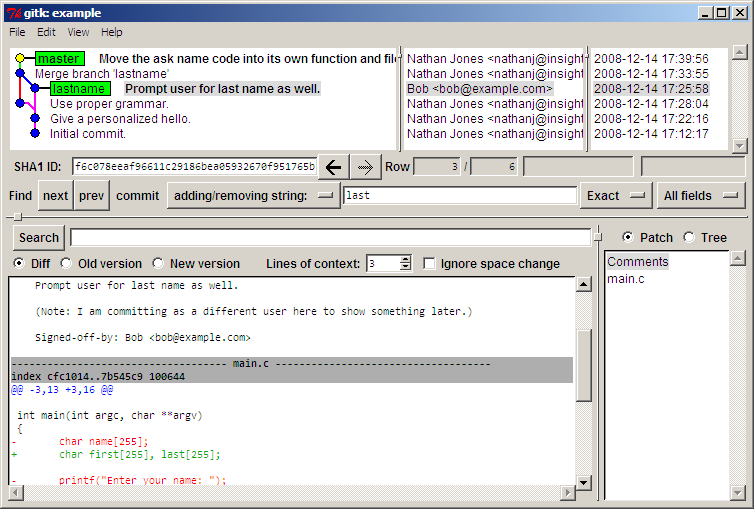 gitk: example
File Edit View Help
master Move the ask name code into its own function and file Nathan Jones <nathanj@insight 2008-12-14 17:39:56
Merge branch 'lastname' Nathan Jones <nathanj@insight 2008-12-14 17:33:55
lastname Prompt user for last name as well. Bob <bob@example.com> 2008-12-14 17:25:58
Use proper grammar. Nathan Jones <nathanj@insight 2008-12-14 17:28:04
Give a personalized hello. Nathan Jones <nathanj@insight 2008-12-14 17:22:16
Initial commit. Nathan Jones <nathanj@insight 2008-12-14 17:12:17
SHA1 ID: f6c078eeaf96611c29186bea05932670f951765b Row 3 / 6
Find next prev commit adding/removing string: last Exact All fields
Search Patch Tree
Diff Old version New version Lines of context: 3 Ignore space change
Comments
main.c
Prompt user for last name as well.
(Note: I am committing as a different user here to show something later.)
Signed-off-by: Bob <bob@example.com>
--------------------------------- main.c ---------------------------------
index cfc1014..7b545c9 100644
@@ -3,13 +3,16 @@
int main(int argc, char **argv)
{
- char name[255];
+ char first[255], last[255];
- printf("Enter your name: ");